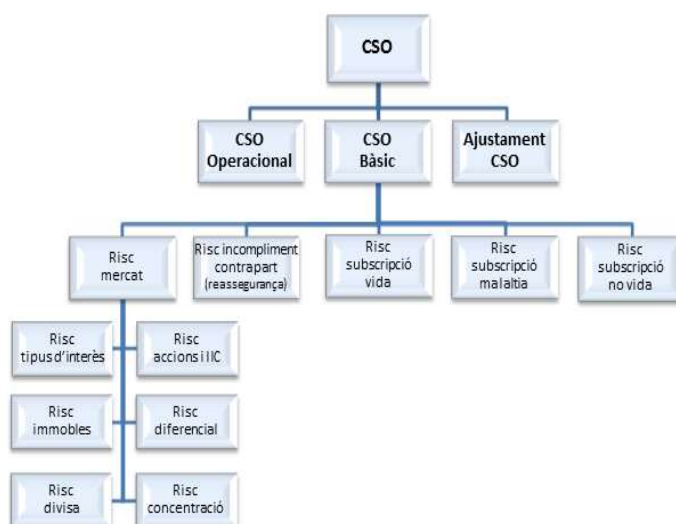 CSO
CSO
Operacional
CSO
Bàsic
Ajustament
CSO
Risc
mercat
Risc incompliment
contrapart
(reassegurança)
Risc
subscripció
vida
Risc
subscripció
malaltia
Risc
subscripció
no vida
Risc
tipus d'interès
Risc
accions i IIC
Risc
immobles
Risc
diferencial
Risc
divisa
Risc
concentració